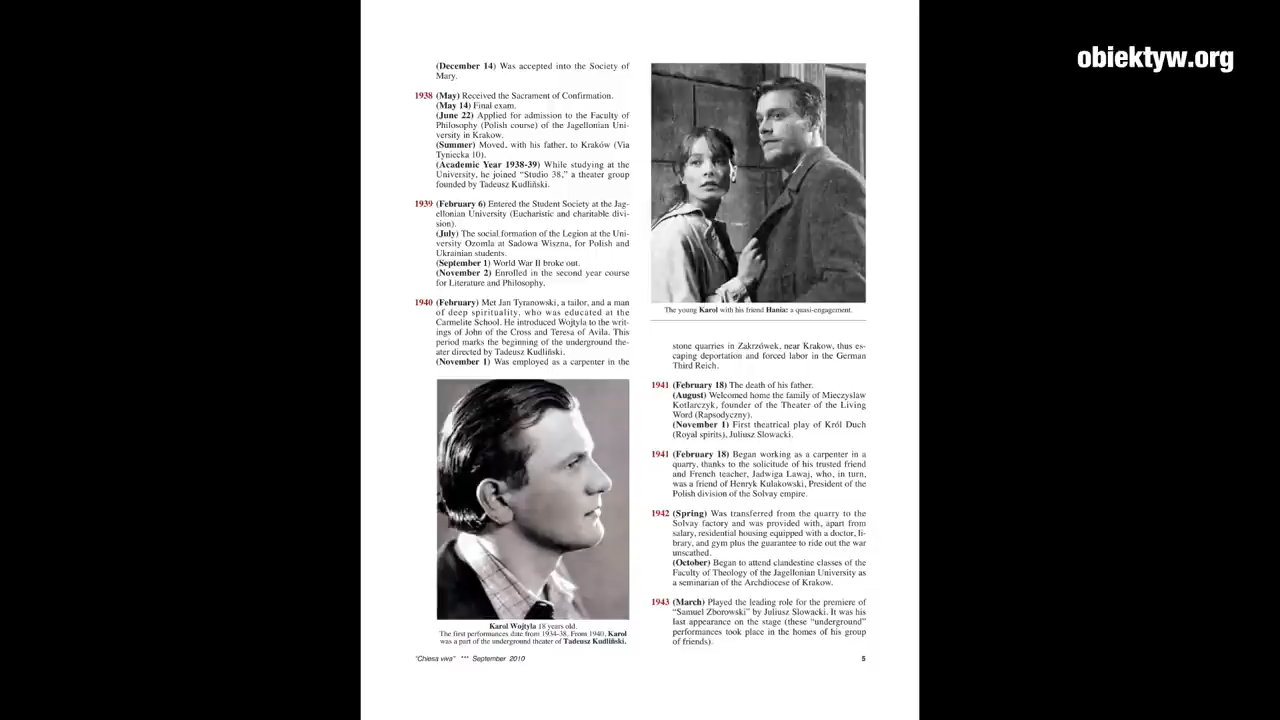 obiektyw.org
(December 14) Was accepted into the Society of
Mary.
1938 (May) Received the Sacrament of Confirmation.
(May 14) Final exam.
(June 22) Applied for admission to the Faculty of
Philosophy (Polish course) of the Jagellonian Uni-
versity in Krakow.
(Summer) Moved, with his father, to Kraków (Via
Tyniecka 10).
(Academic Year 1938-39) While studying at the
University, he joined “Studio 38,” a theater group
founded by Tadeusz Kudliński.
1939 (February 6) Entered the Student Society at the Jag-
ellonian University (Eucharistic and charitable divi-
sion).
(July) The social formation of the Legion at the Uni-
versity Ozomla at Sadowa Wiszna, for Polish and
Ukrainian students.
(September 1) World War II broke out.
(November 2) Enrolled in the second year course
for Literature and Philosophy.
1940 (February) Met Jan Tyranowski, a tailor, and a man
of deep spirituality, who was educated at the
Carmelite School. He introduced Wojtyla to the writ-
ings of John of the Cross and Teresa of Avila. This
period marks the beginning of the underground the-
ater directed by Tadeusz Kudliński.
(November 1) Was employed as a carpenter in the
Karol Wojtyla 18 years old.
The first performances date from 1934-38. From 1940, Karol
was a part of the underground theater of Tadeusz Kudliński.
The young Karol with his friend Hania: a quasi-engagement.
stone quarries in Zakrzówek, near Krakow, thus es-
caping deportation and forced labor in the German
Third Reich.
1941 (February 18) The death of his father.
(August) Welcomed home the family of Mieczyslaw
Kotlarczyk, founder of the Theater of the Living
Word (Rapsodyczny).
(November 1) First theatrical play of Król Duch
(Royal spirits), Juliusz Slowacki.
1941 (February 18) Began working as a carpenter in a
quarry, thanks to the solicitude of his trusted friend
and French teacher, Jadwiga Lawaj, who, in turn,
was a friend of Henryk Kulakowski, President of the
Polish division of the Solvay empire.
1942 (Spring) Was transferred from the quarry to the
Solvay factory and was provided with, apart from
salary, residential housing equipped with a doctor, li-
brary, and gym plus the guarantee to ride out the war
unscathed.
(October) Began to attend clandestine classes of the
Faculty of Theology of the Jagellonian University as
a seminarian of the Archdiocese of Krakow.
1943 (March) Played the leading role for the premiere of
“Samuel Zborowski” by Juliusz Slowacki. It was his
last appearance on the stage (these “underground”
performances took place in the homes of his group
of friends).
"Chiesa viva" *** September 2010
5